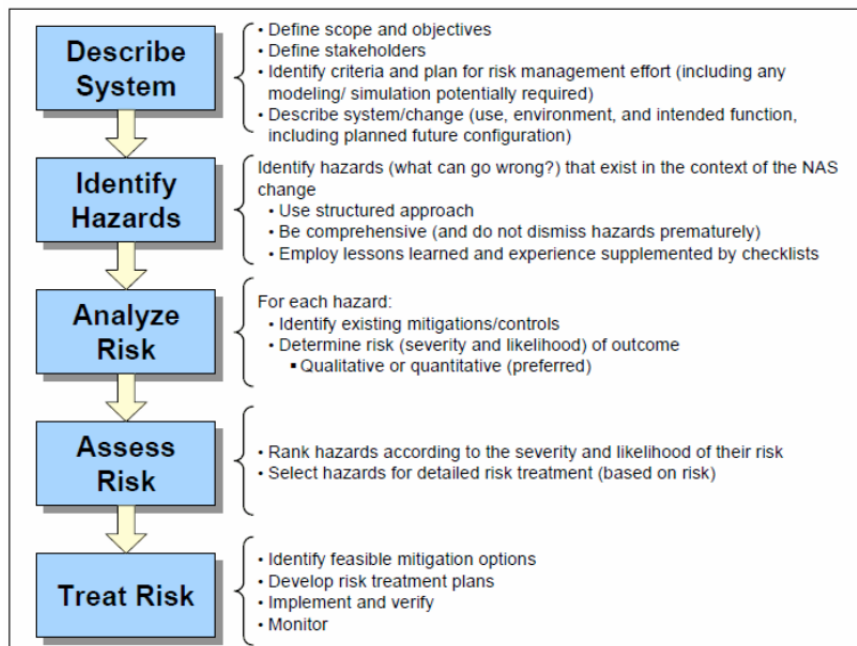 Describe
System
• Define scope and objectives
• Define stakeholders
• Identify criteria and plan for risk management effort (including any
modeling/ simulation potentially required)
• Describe system/change (use, environment, and intended function,
including planned future configuration)
Identify
Hazards
Identify hazards (what can go wrong?) that exist in the context of the NAS
change
• Use structured approach
• Be comprehensive (and do not dismiss hazards prematurely)
• Employ lessons learned and experience supplemented by checklists
Analyze
Risk
For each hazard:
• Identify existing mitigations/controls
• Determine risk (severity and likelihood) of outcome
▪ Qualitative or quantitative (preferred)
Assess
Risk
• Rank hazards according to the severity and likelihood of their risk
• Select hazards for detailed risk treatment (based on risk)
Treat Risk
• Identify feasible mitigation options
• Develop risk treatment plans
• Implement and verify
• Monitor